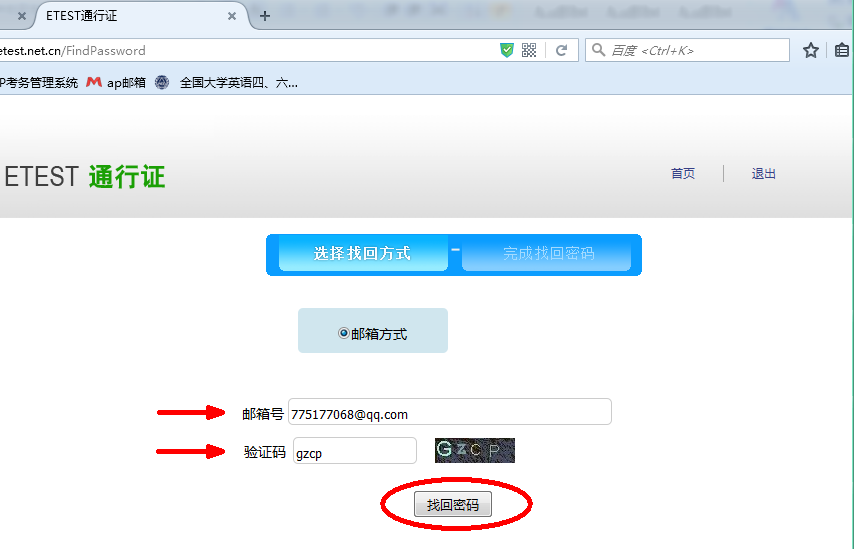 ETEST通行证
etest.net.cn/FindPassword
百度 <Ctrl+K>
P考务管理系统 ap邮箱 全国大学英语四、六...
ETEST 通行证
首页 退出
选择找回方式 - 完成找回密码
邮箱方式
邮箱号 775177068@qq.com
验证码 gzcp GZCP
找回密码